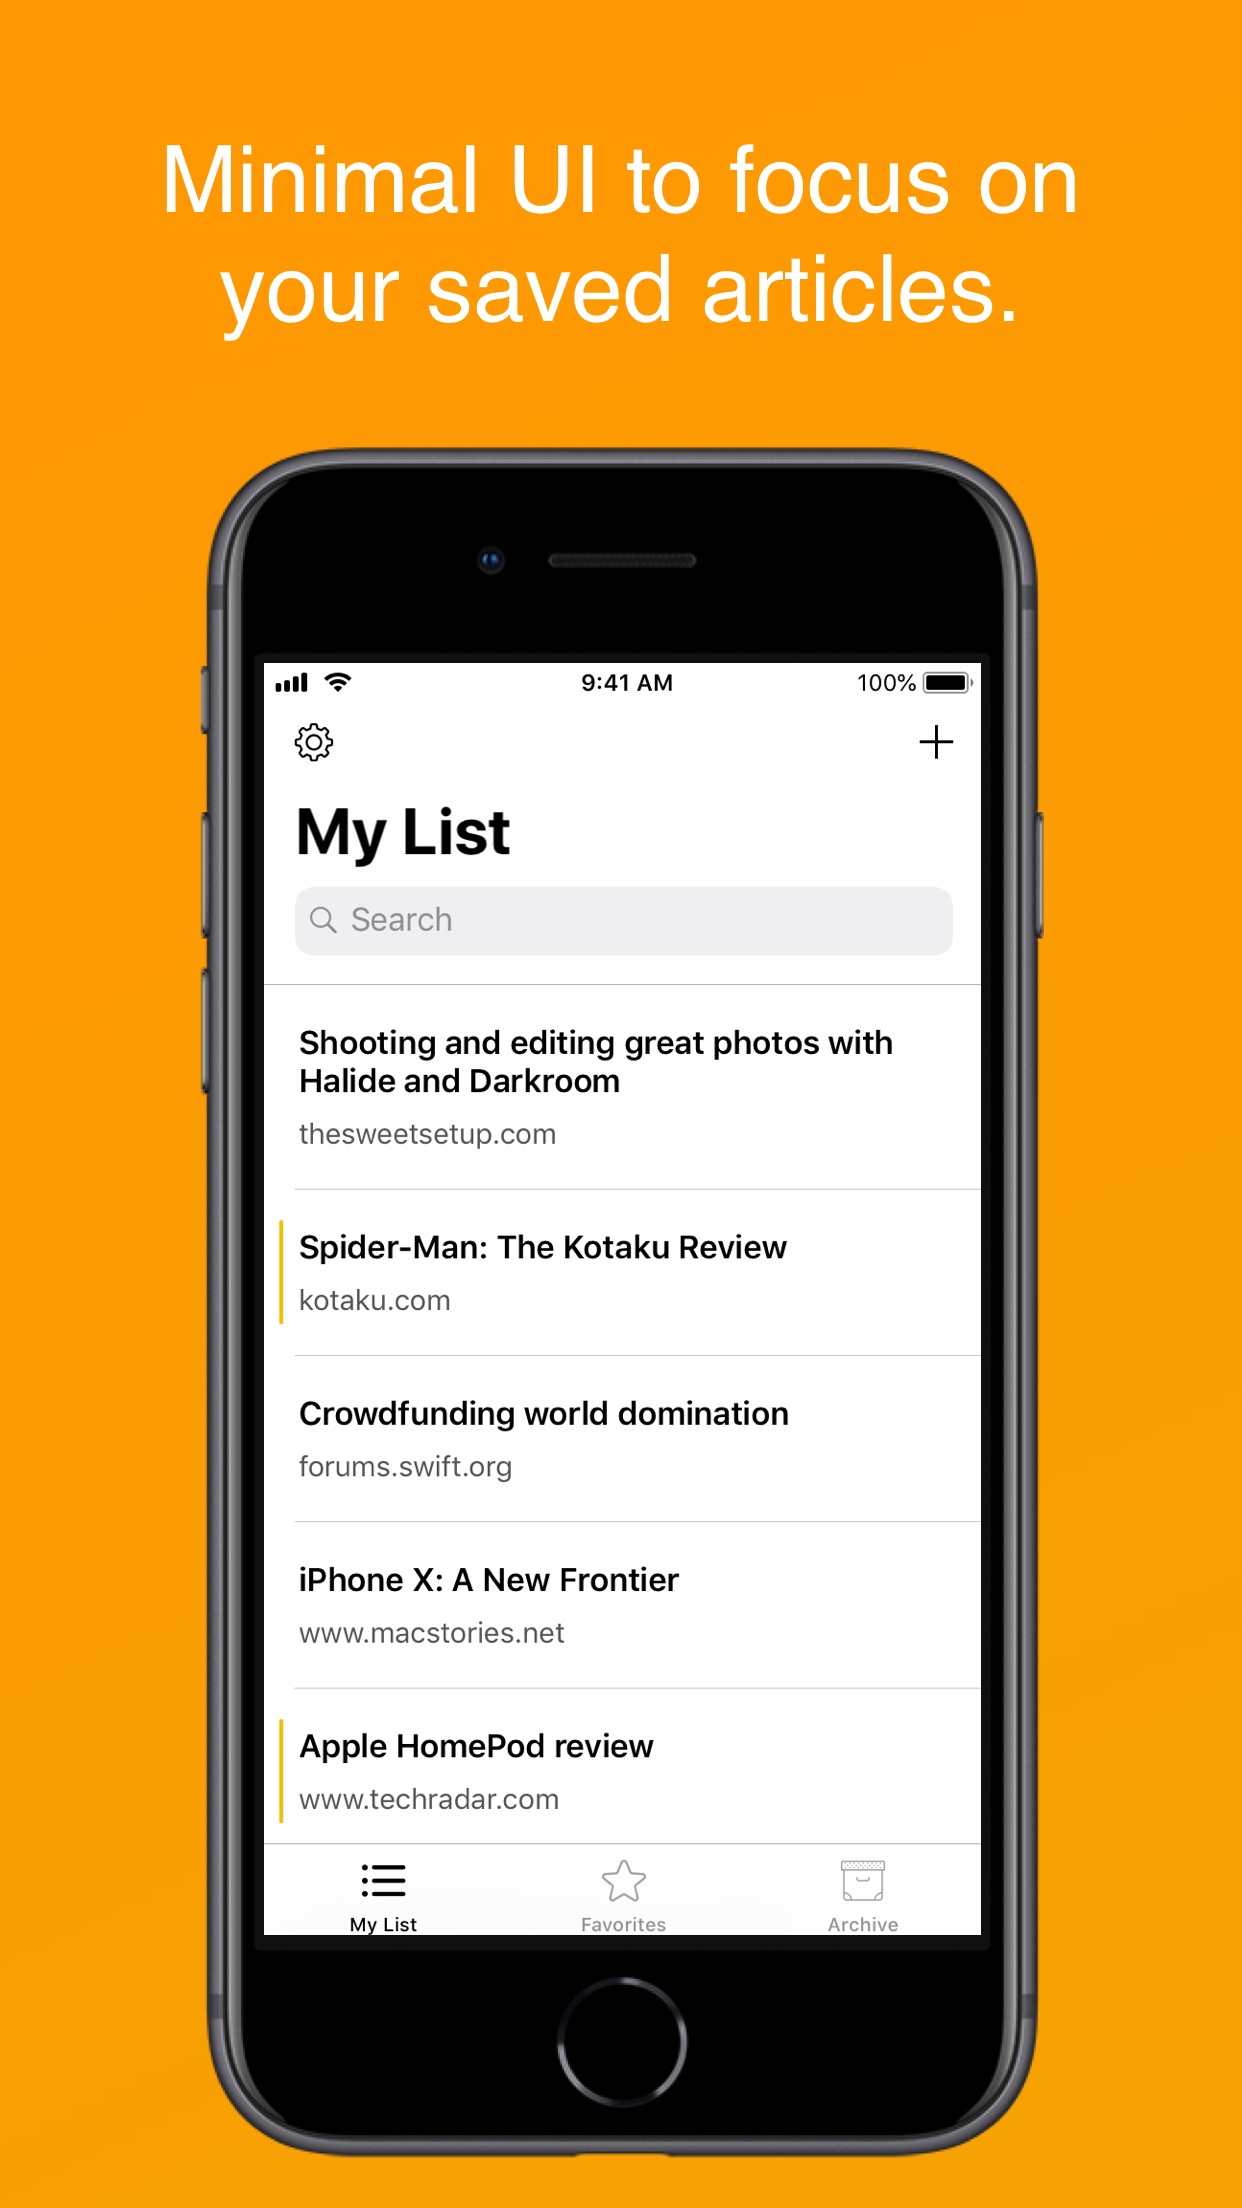 Minimal UI to focus on
your saved articles.
9:41 AM
100%
My List
Search
Shooting and editing great photos with
Halide and Darkroom
thesweetsetup.com
Spider-Man: The Kotaku Review
kotaku.com
Crowdfunding world domination
forums.swift.org
iPhone X: A New Frontier
www.macstories.net
Apple HomePod review
www.techradar.com
My List
Favorites
Archive